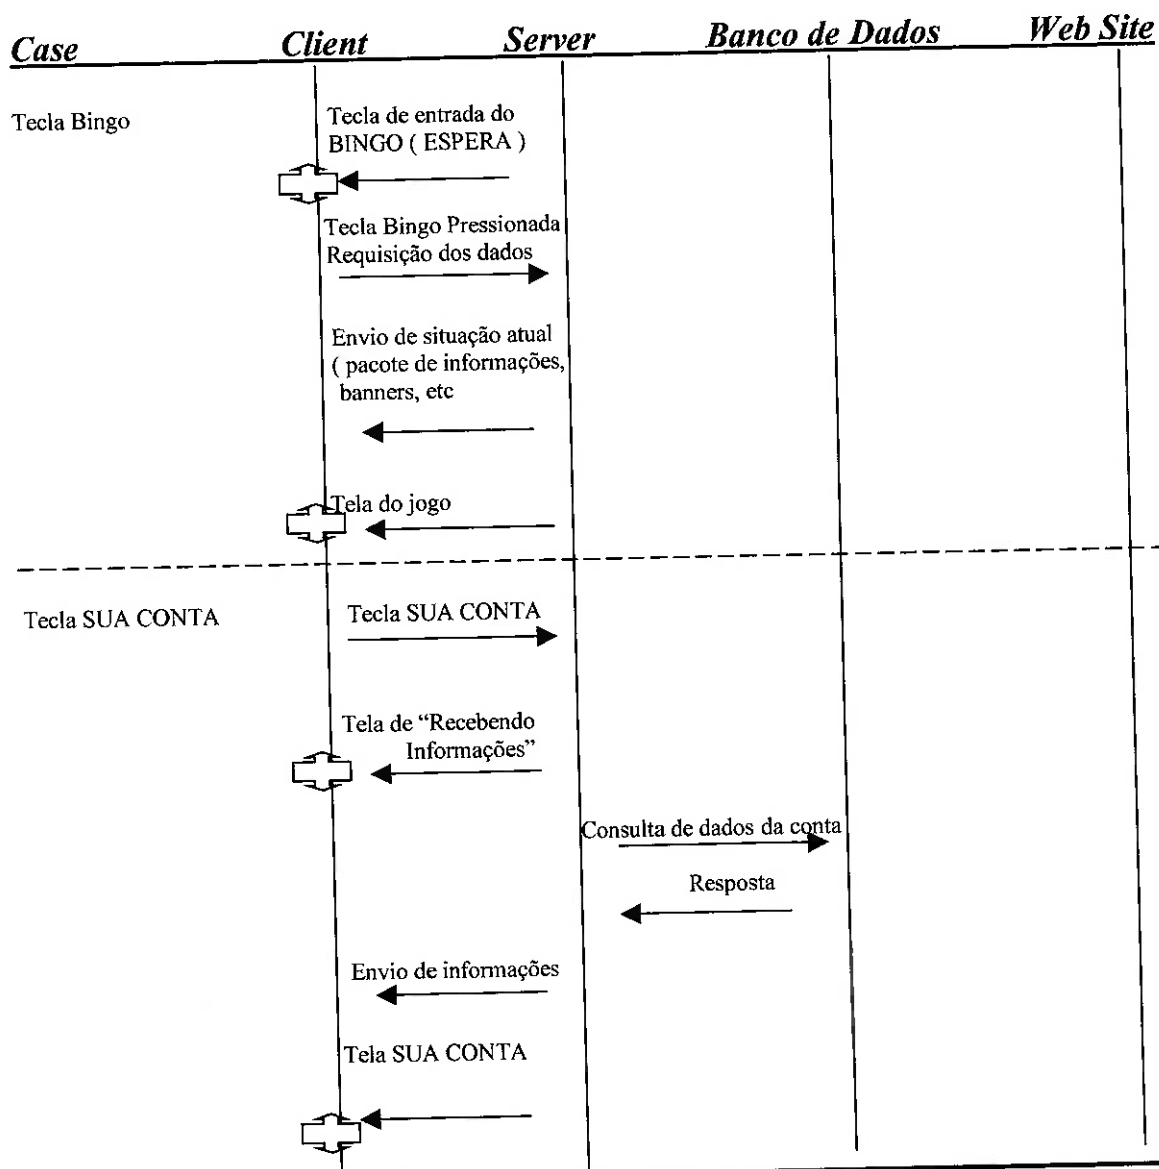 Case Client Server Banco de Dados Web Site
Tecla Bingo
Tecla de entrada do
BINGO ( ESPERA )
Tecla Bingo Pressionada
Requisição dos dados
Envio de situação atual
( pacote de informações,
banners, etc
Tela do jogo
Tecla SUA CONTA
Tecla SUA CONTA
Tela de “Recebendo
Informações”
Consulta de dados da conta
Resposta
Envio de informações
Tela SUA CONTA